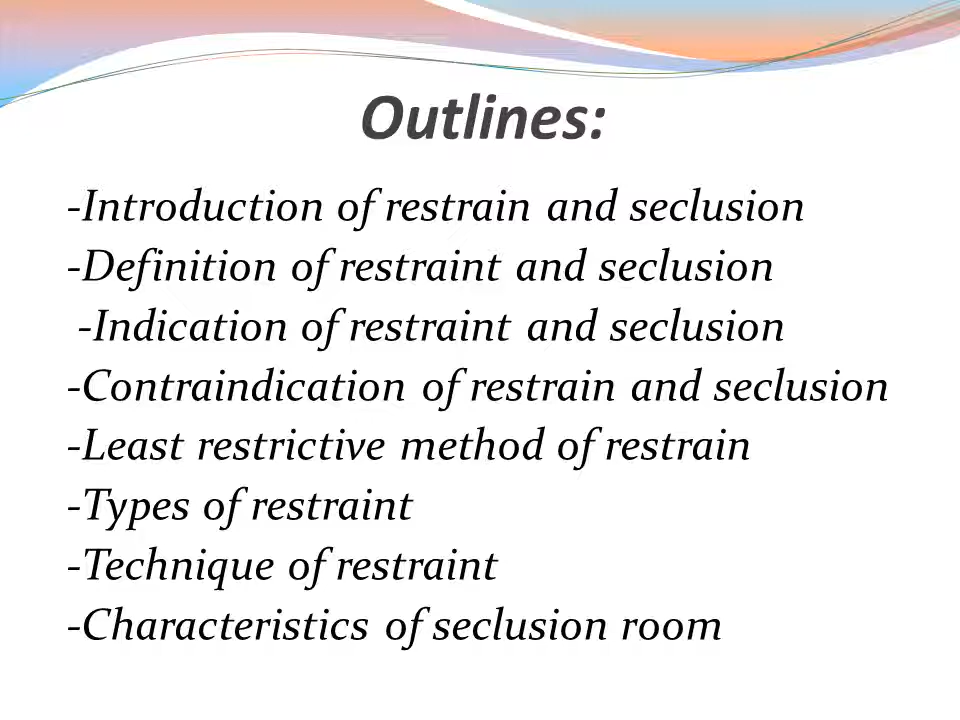 Outlines:
-Introduction of restrain and seclusion
-Definition of restraint and seclusion
-Indication of restraint and seclusion
-Contraindication of restrain and seclusion
-Least restrictive method of restrain
-Types of restraint
-Technique of restraint
-Characteristics of seclusion room